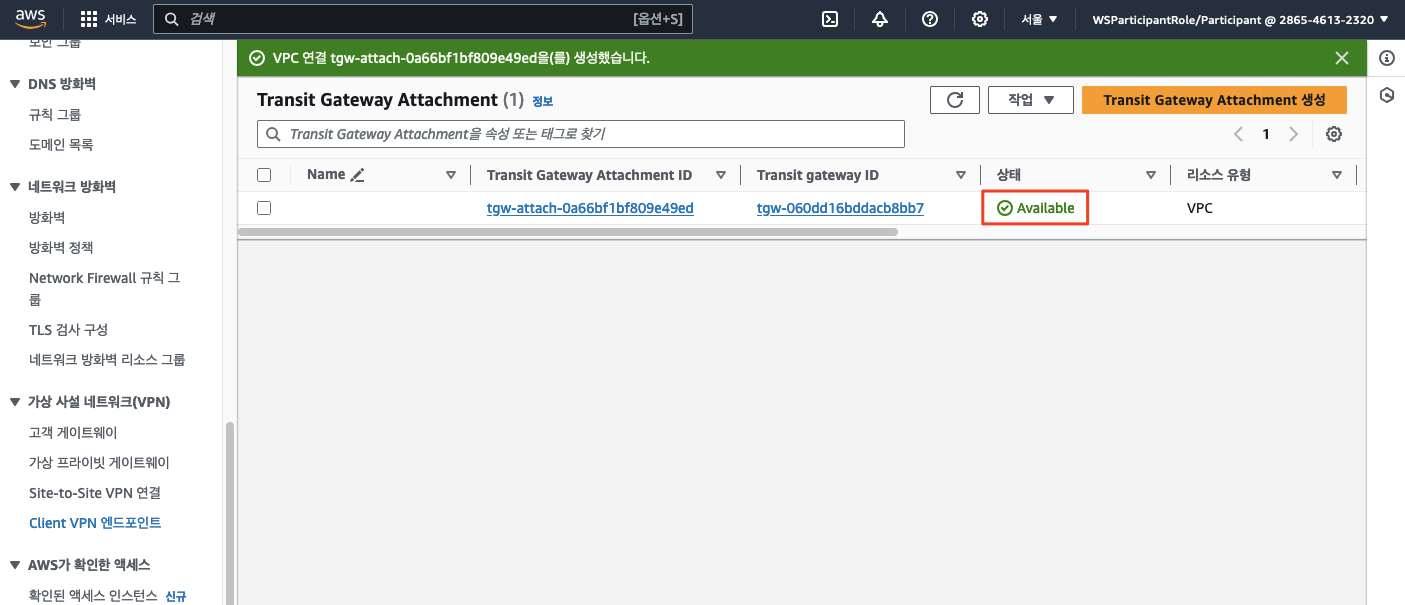 aws
서비스
검색
[옵션+S]
서울
WSParticipantRole/Participant @ 2865-4613-2320
보안 그룹
DNS 방화벽
규칙 그룹
도메인 목록
네트워크 방화벽
방화벽
방화벽 정책
Network Firewall 규칙 그
룹
TLS 검사 구성
네트워크 방화벽 리소스 그룹
가상 사설 네트워크(VPN)
고객 게이트웨이
가상 프라이빗 게이트웨이
Site-to-Site VPN 연결
Client VPN 엔드포인트
AWS가 확인한 액세스
확인된 액세스 인스턴스 신규
VPC 연결 tgw-attach-0a66bf1bf809e49ed을(를) 생성했습니다.
Transit Gateway Attachment (1) 정보
작업
Transit Gateway Attachment 생성
Transit Gateway Attachment을 속성 또는 태그로 찾기
1
Name
Transit Gateway Attachment ID
Transit gateway ID
상태
리소스 유형
tgw-attach-0a66bf1bf809e49ed
tgw-060dd16bddacb8bb7
Available
VPC